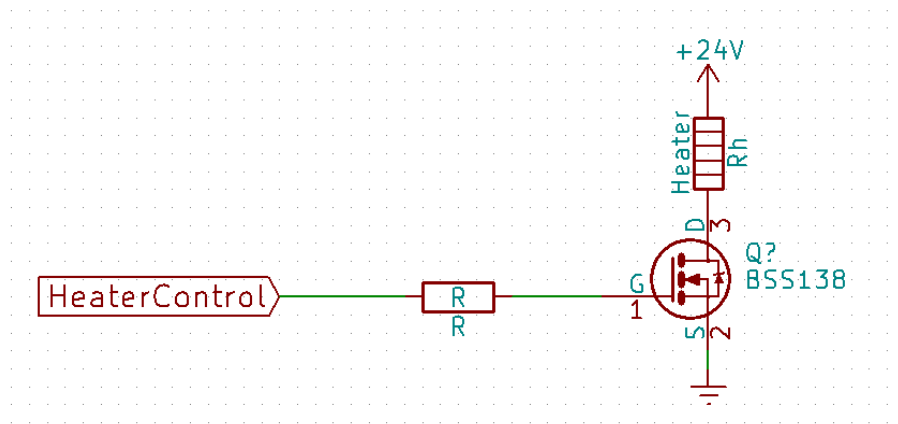 +24V
Heater
Rh
D
3
Q?
BSS138
G
1
HeaterControl
R
R
S
2